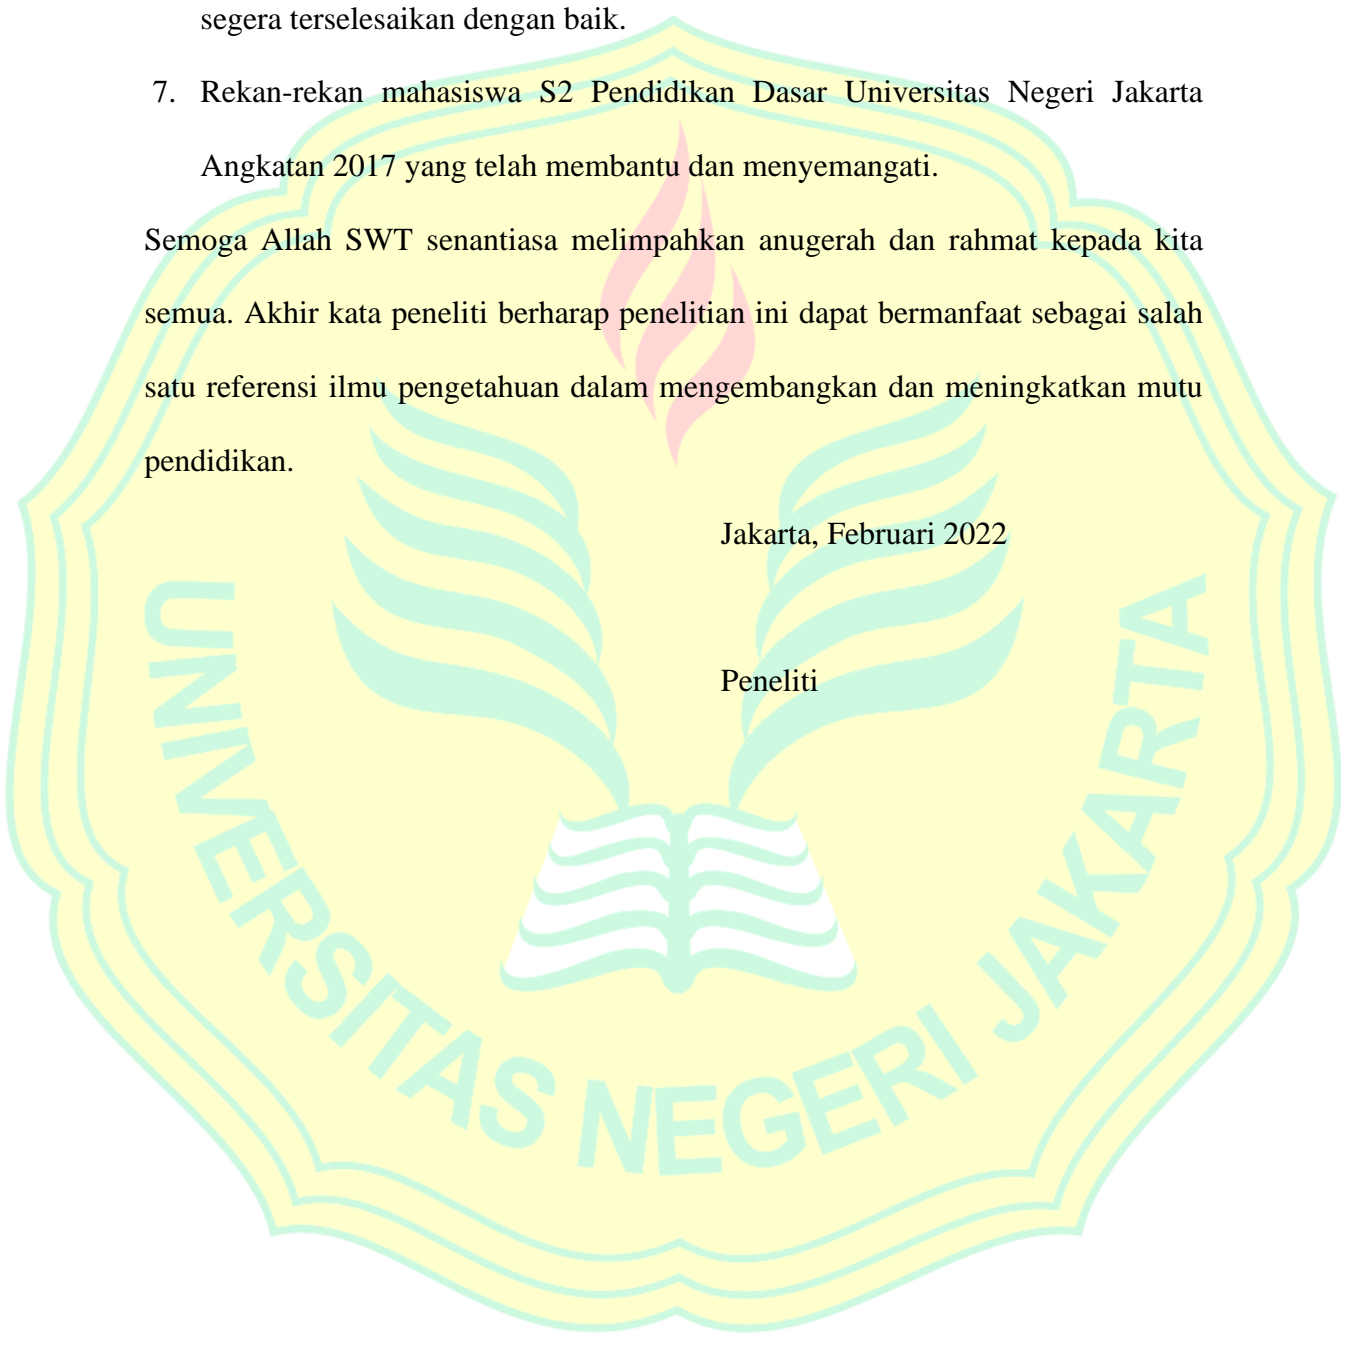 segera terselesaikan dengan baik.
7. Rekan-rekan mahasiswa S2 Pendidikan Dasar Universitas Negeri Jakarta
Angkatan 2017 yang telah membantu dan menyemangati.
Semoga Allah SWT senantiasa melimpahkan anugerah dan rahmat kepada kita
semua. Akhir kata peneliti berharap penelitian ini dapat bermanfaat sebagai salah
satu referensi ilmu pengetahuan dalam mengembangkan dan meningkatkan mutu
pendidikan.
Jakarta, Februari 2022
Peneliti
UNIVERSITAS NEGERI JAKARTA